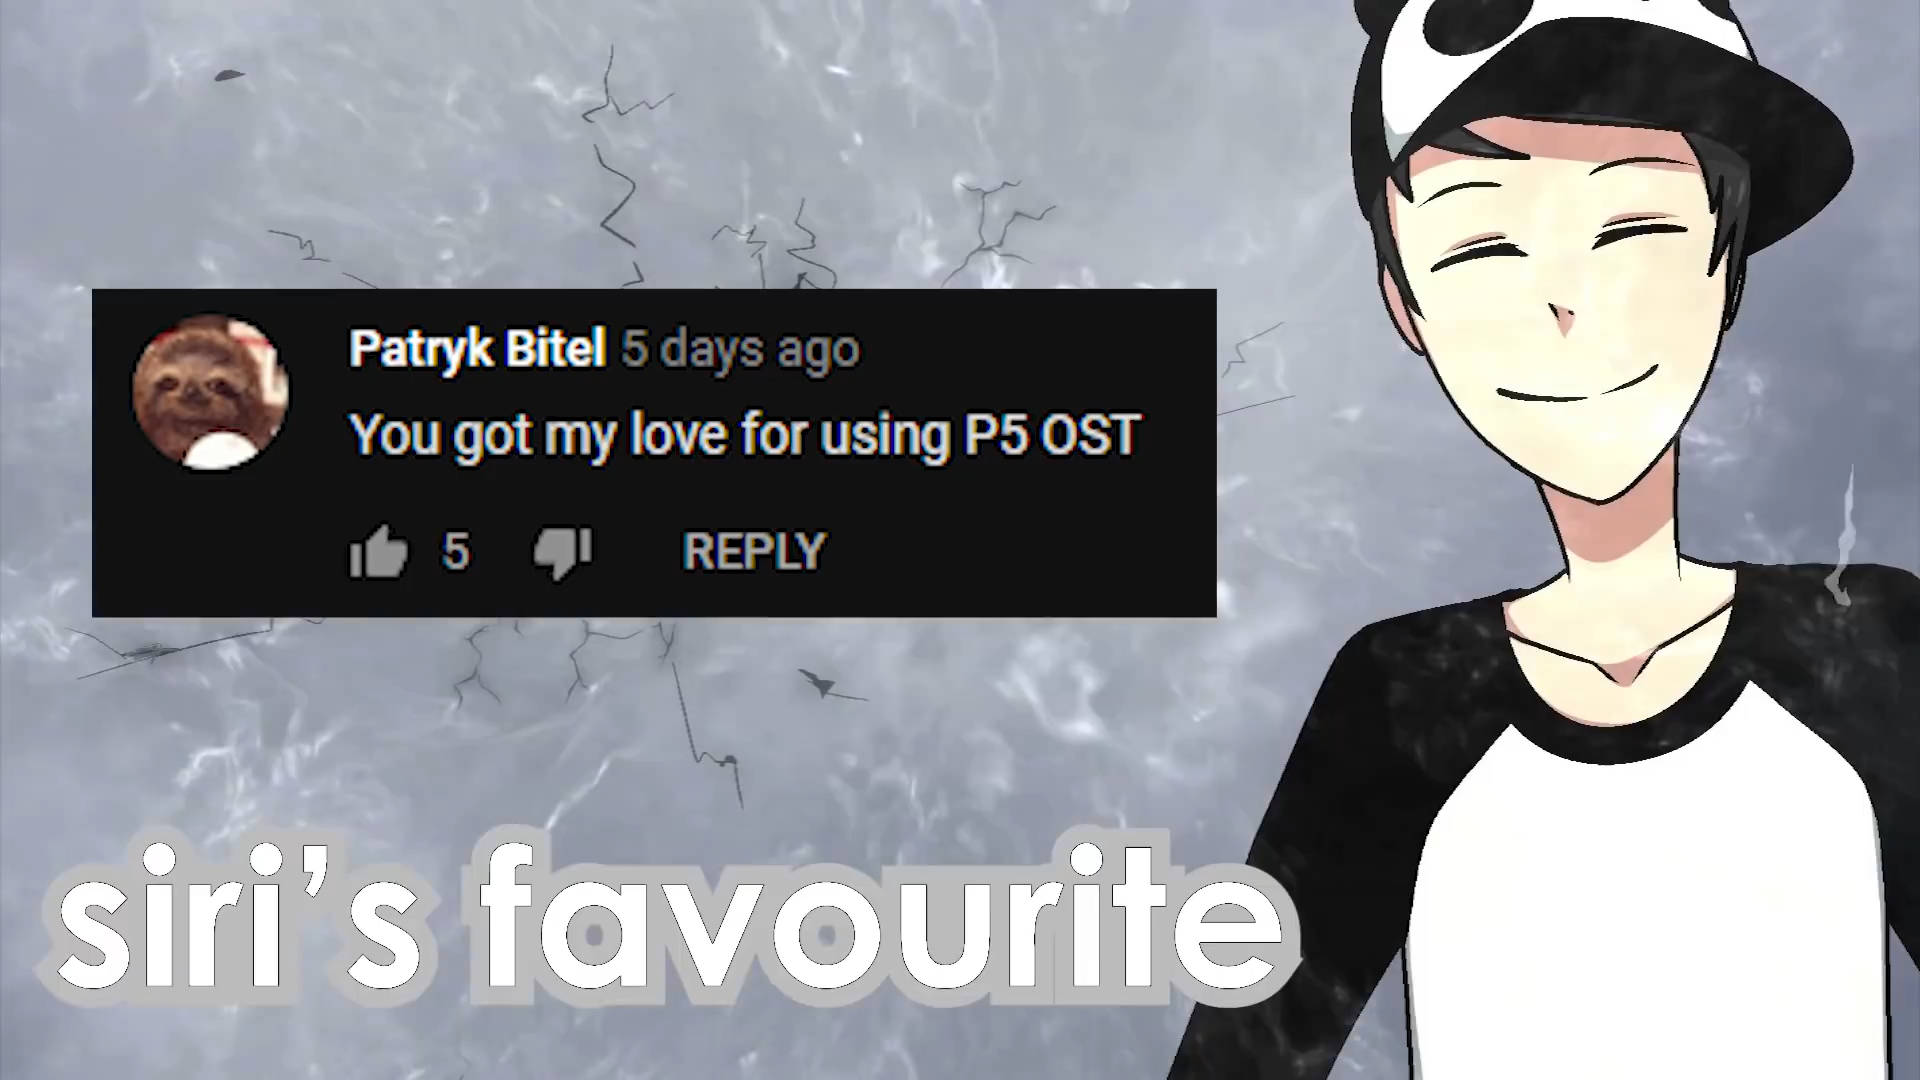 Patryk Bitel 5 days ago
You got my love for using P5 OST
5 REPLY
siri’s favourite